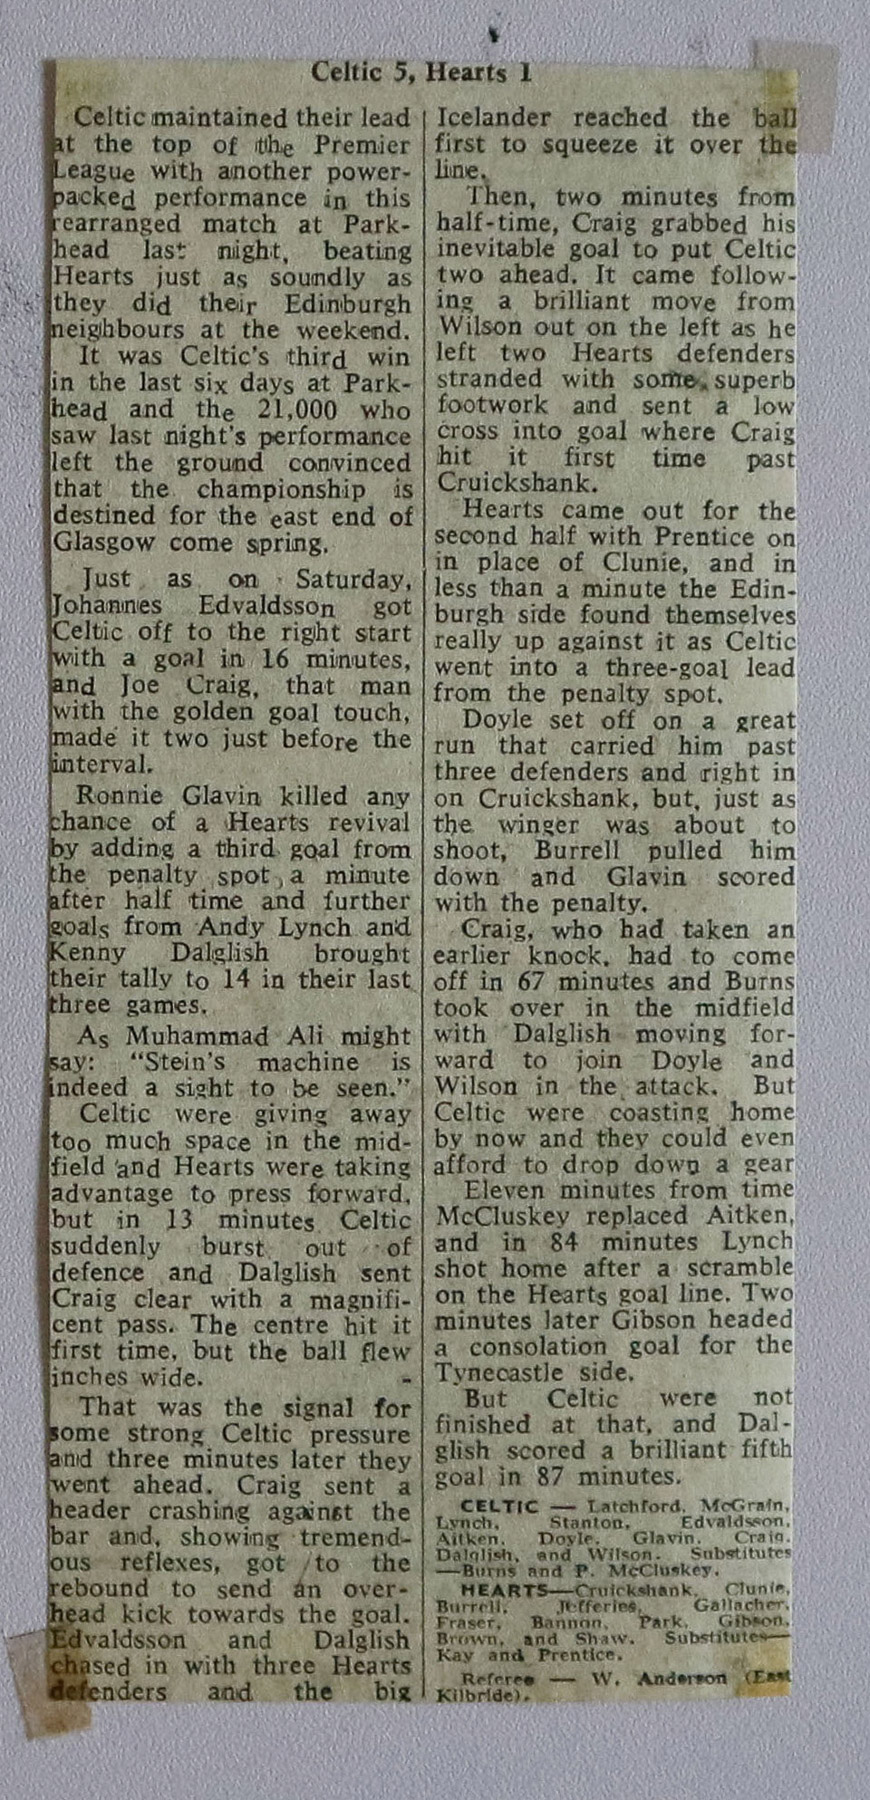 Celtic 5, Hearts 1
Celtic maintained their lead
at the top of the Premier
League with another power-
packed performance in this
rearranged match at Park-
head last night, beating
Hearts just as soundly as
they did their Edinburgh
neighbours at the weekend.
It was Celtic's third win
in the last six days at Park-
head and the 21,000 who
saw last night's performance
left the ground convinced
that the championship is
destined for the east end of
Glasgow come spring.
Just as on Saturday,
Johannes Edvaldsson got
Celtic off to the right start
with a goal in 16 minutes,
and Joe Craig, that man
with the golden goal touch,
made it two just before the
interval.
Ronnie Glavin killed any
chance of a Hearts revival
by adding a third goal from
the penalty spot, a minute
after half time and further
goals from Andy Lynch and
Kenny Dalglish brought
their tally to 14 in their last
three games.
As Muhammad Ali might
say: "Stein's machine is
indeed a sight to be seen."
Celtic were giving away
too much space in the mid-
field and Hearts were taking
advantage to press forward,
but in 13 minutes Celtic
suddenly burst out of
defence and Dalglish sent
Craig clear with a magnifi-
cent pass. The centre hit it
first time, but the ball flew
inches wide.
That was the signal for
some strong Celtic pressure
and three minutes later they
went ahead. Craig sent a
header crashing against the
bar and, showing tremend-
ous reflexes, got to the
rebound to send an over-
head kick towards the goal.
Edvaldsson and Dalglish
chased in with three Hearts
defenders and the big
Icelander reached the ball
first to squeeze it over the
line.
Then, two minutes from
half-time, Craig grabbed his
inevitable goal to put Celtic
two ahead. It came follow-
ing a brilliant move from
Wilson out on the left as he
left two Hearts defenders
stranded with some superb
footwork and sent a low
cross into goal where Craig
hit it first time past
Cruickshank.
Hearts came out for the
second half with Prentice on
in place of Clunie, and in
less than a minute the Edin-
burgh side found themselves
really up against it as Celtic
went into a three-goal lead
from the penalty spot.
Doyle set off on a great
run that carried him past
three defenders and right in
on Cruickshank, but, just as
the winger was about to
shoot, Burrell pulled him
down and Glavin scored
with the penalty.
Craig, who had taken an
earlier knock, had to come
off in 67 minutes and Burns
took over in the midfield
with Dalglish moving for-
ward to join Doyle and
Wilson in the attack. But
Celtic were coasting home
by now and they could even
afford to drop down a gear
Eleven minutes from time
McCluskey replaced Aitken,
and in 84 minutes Lynch
shot home after a scramble
on the Hearts goal line. Two
minutes later Gibson headed
a consolation goal for the
Tynecastle side.
But Celtic were not
finished at that, and Dal-
glish scored a brilliant fifth
goal in 87 minutes.
CELTIC — Latchford, McGrain,
Lynch, Stanton, Edvaldsson,
Aitken, Doyle, Glavin, Craig,
Dalglish, and Wilson. Substitutes
—Burns and P. McCluskey.
HEARTS—Cruickshank, Clunie,
Burrell, Jefferies, Gallacher,
Fraser, Bannon, Park, Gibson,
Brown, and Shaw. Substitutes—
Kay and Prentice.
Referee — W. Anderson (East
Kilbride).